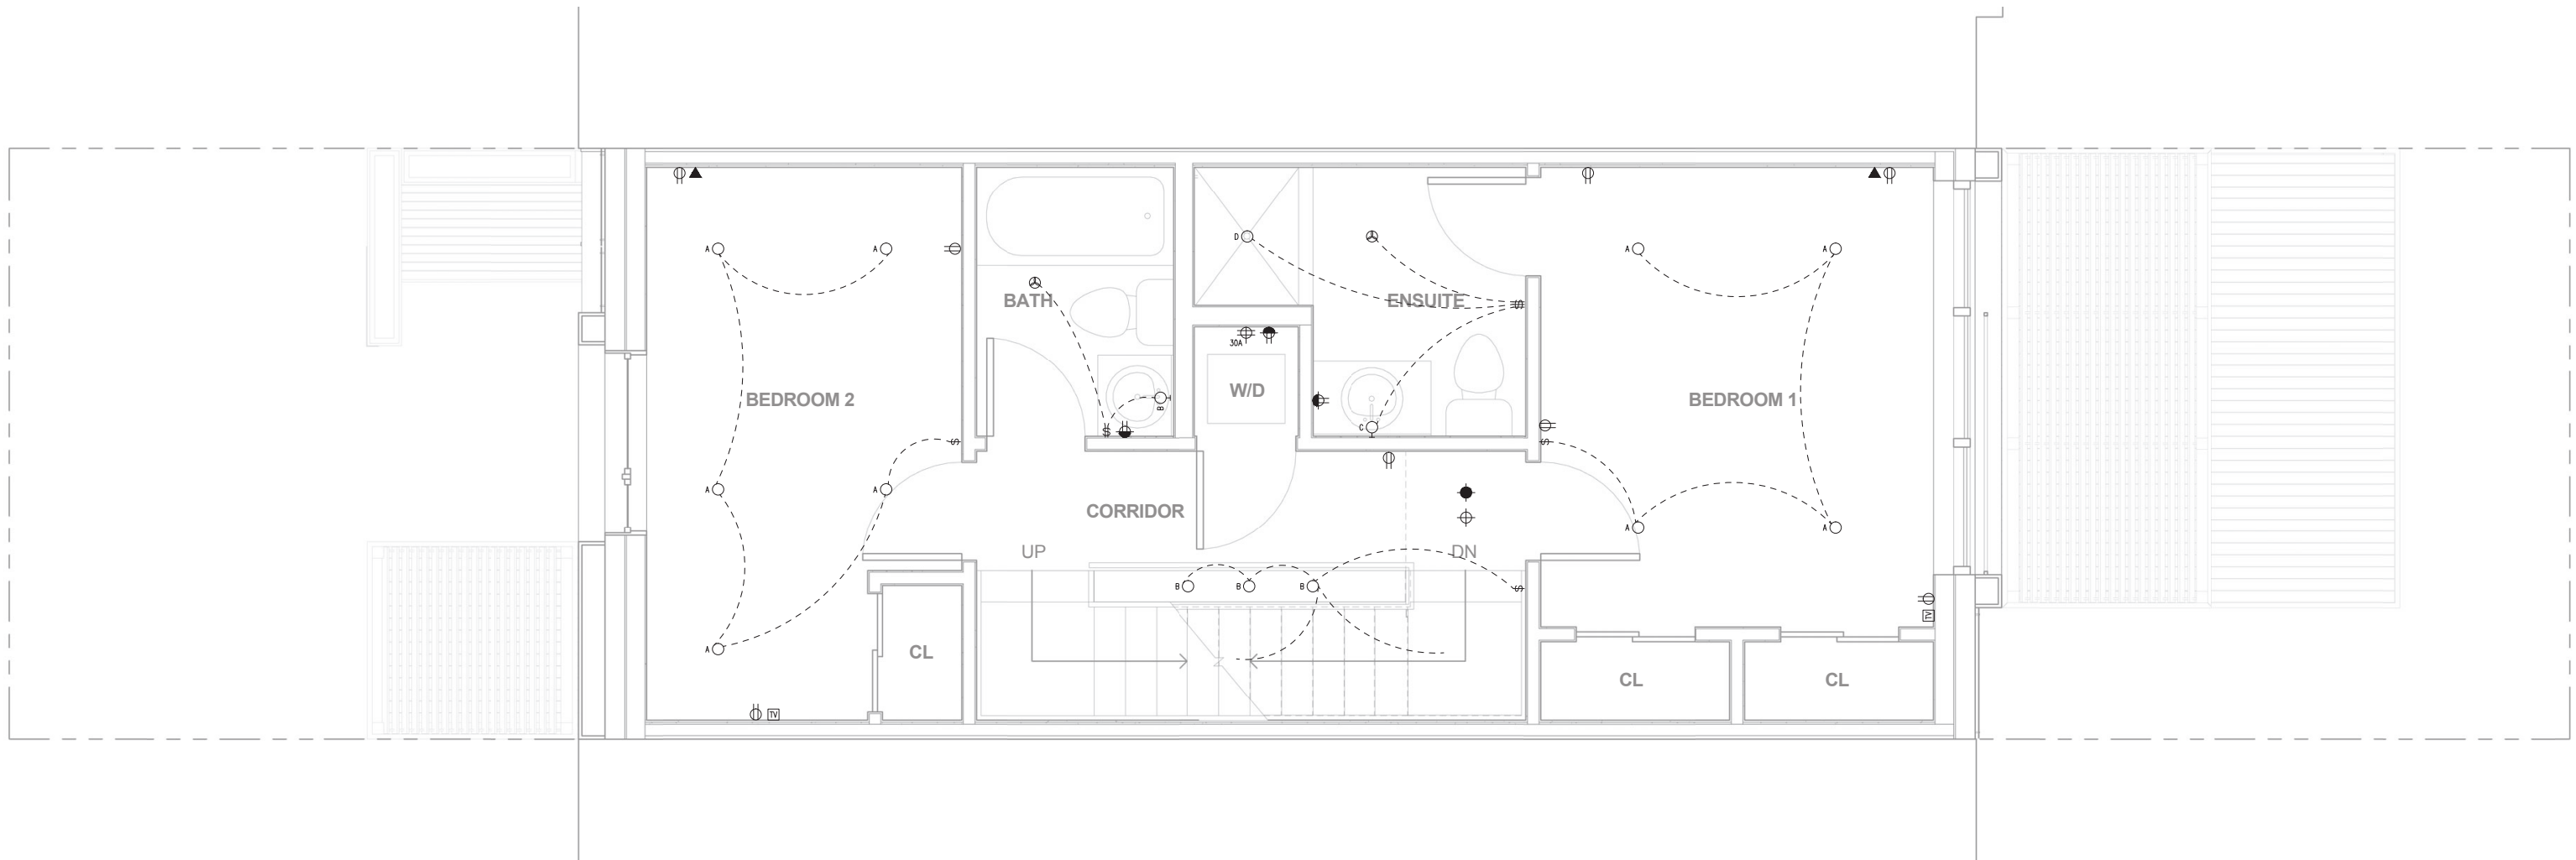 A
A
A
A
D
BATH
ENSUITE
30A
BEDROOM 2
W/D
BEDROOM 1
B
$
$
$
$
$
C
A
A
CORRIDOR
A
A
UP
DN
B
B
B
$
TV
A
CL
CL
CL
TV